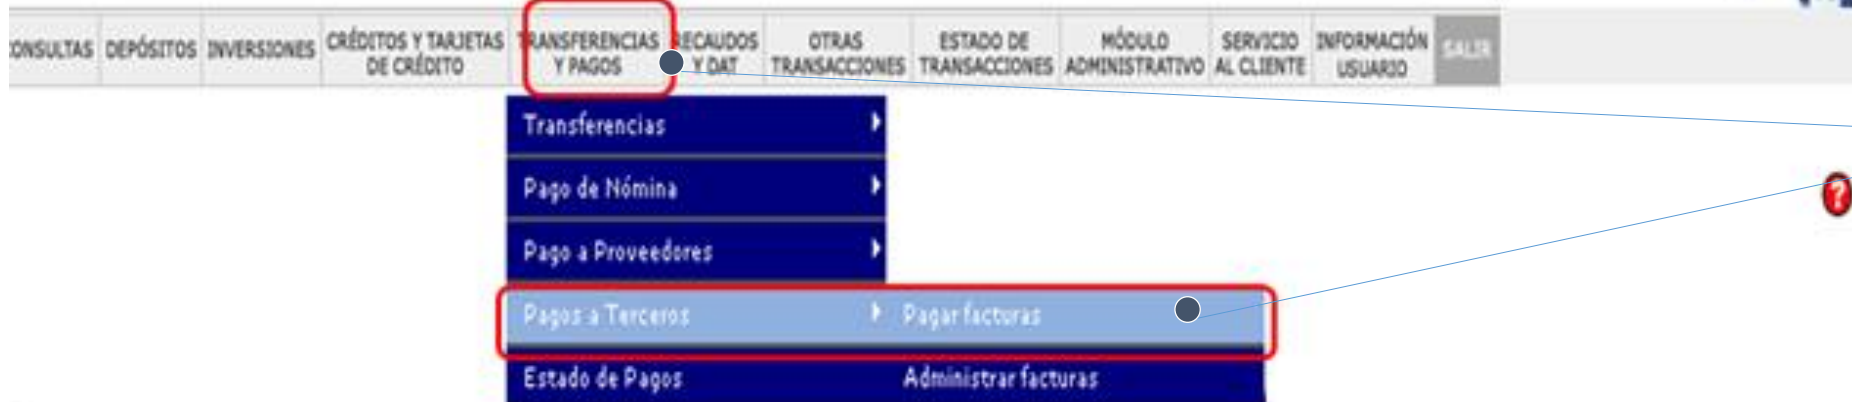 CONSULTAS DEPÓSITOS INVERSIONES CRÉDITOS Y TARJETAS DE CRÉDITO TRANSFERENCIAS Y PAGOS RECAUDOS Y DAT OTRAS TRANSACCIONES ESTADO DE TRANSACCIONES MÓDULO ADMINISTRATIVO SERVICIO AL CLIENTE INFORMACIÓN USUARIO SALIR
Transferencias
Pago de Nómina
Pago a Proveedores
Pagos a Terceros Pagar facturas
Estado de Pagos Administrar facturas
?